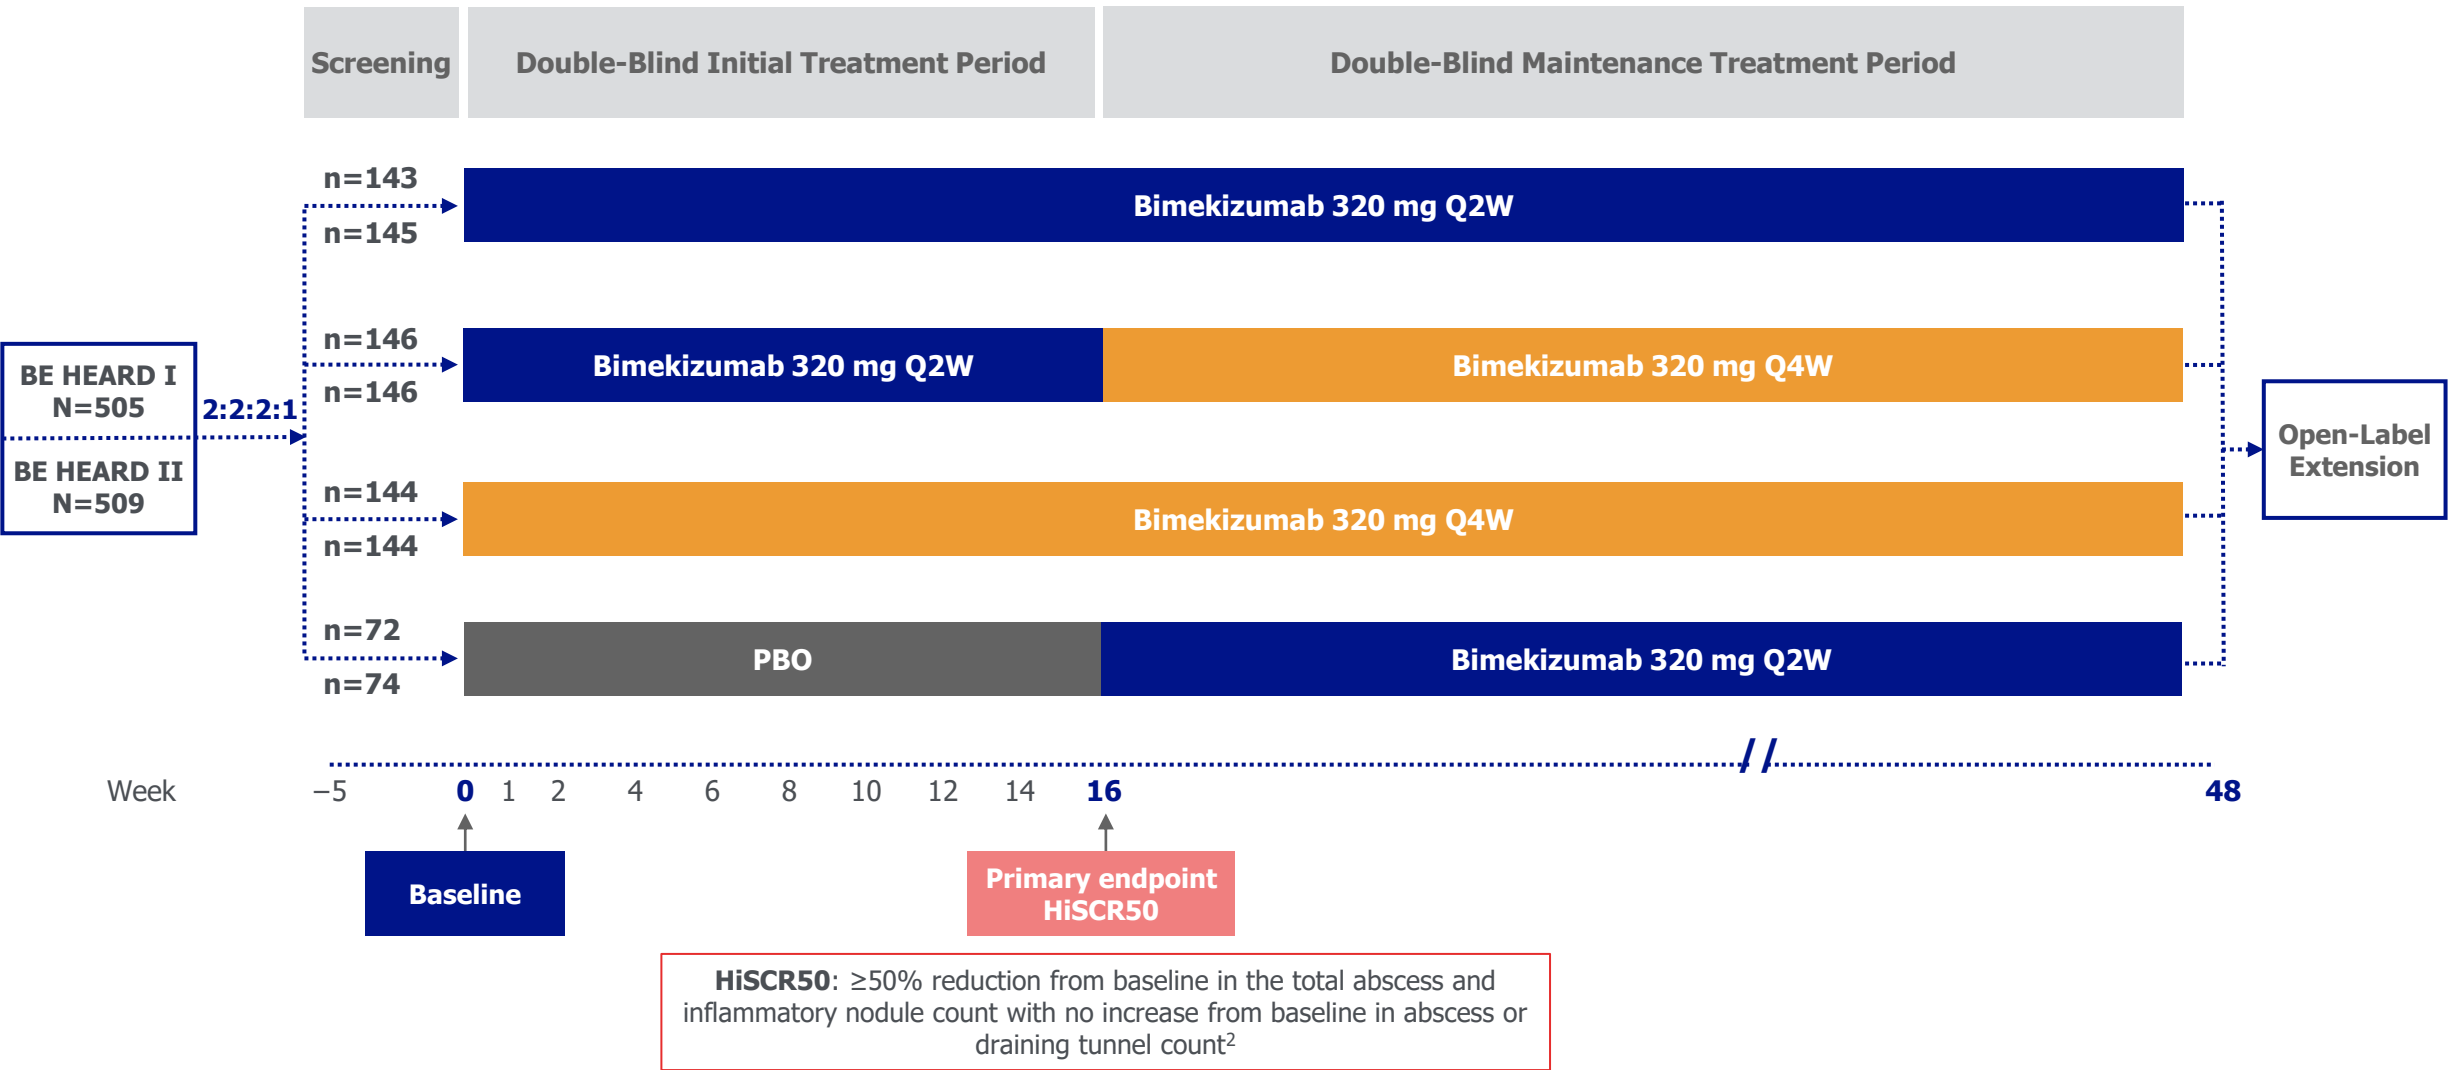 Screening
Double-Blind Initial Treatment Period
Double-Blind Maintenance Treatment Period
n=143
Bimekizumab 320 mg Q2W
n=145
BE HEARD I
N=505
BE HEARD II
N=509
2:2:2:1
n=146
Bimekizumab 320 mg Q2W
Bimekizumab 320 mg Q4W
n=146
n=144
Bimekizumab 320 mg Q4W
n=144
n=72
PBO
Bimekizumab 320 mg Q2W
n=74
Open-Label
Extension
//
Week
−5
0
1
2
4
6
8
10
12
14
16
48
Baseline
Primary endpoint
HiSCR50
HiSCR50: ≥50% reduction from baseline in the total abscess and
inflammatory nodule count with no increase from baseline in abscess or
draining tunnel count²